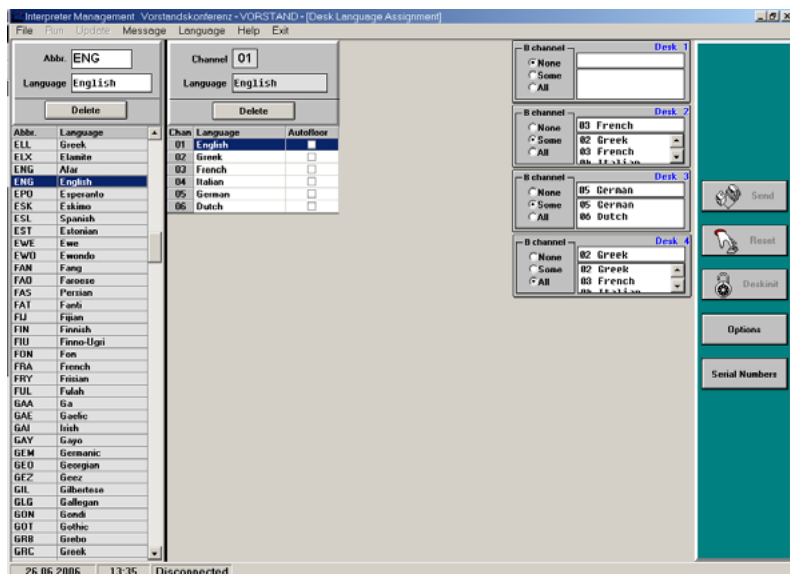 Interpreter Management Vorstandskonferenz - VORSTAND - [Desk Language Assignment]
File Run Update Message Language Help Exit
Abbr. ENG
Language English
Delete
Abbr. Language
ELL Greek
ELX Elamite
ENG Afar
ENG English
EPO Esperanto
ESK Eskimo
ESL Spanish
EST Estonian
EWE Ewe
EWO Ewondo
FAN Fang
FAO Faroese
FAS Persian
FAT Fanti
FIJ Fijian
FIN Finnish
FIU Finno-Ugri
FON Fon
FRA French
FRY Frisian
FUL Fulah
GAA Ga
GAE Gaelic
GAI Irish
GAY Gayo
GEM Germanic
GEO Georgian
GEZ Geez
GIL Gilbertese
GLG Gallegan
GON Gondi
GOT Gothic
GRB Grebo
GRC Greek
Channel 01
Language English
Delete
Chan Language Autofloor
01 English
02 Greek
03 French
04 Italian
05 German
06 Dutch
B channel Desk 1
None
Some
All
B channel Desk 2
None 03 French
Some 02 Greek
All 03 French
04 Italian
B channel Desk 3
None 05 German
Some 05 German
All 06 Dutch
B channel Desk 4
None 02 Greek
Some 02 Greek
All 03 French
04 Italian
Send
Reset
Deskinit
Options
Serial Numbers
26.06.2006 13:35 Disconnected